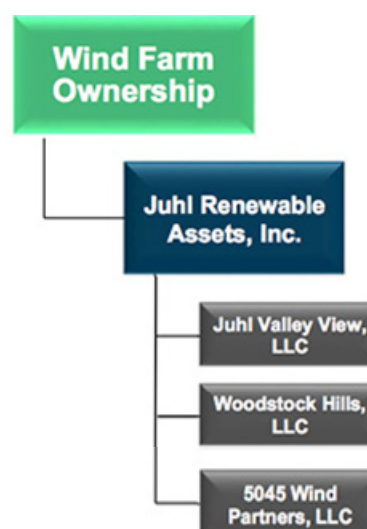 Wind Farm
Ownership
Juhl Renewable
Assets, Inc.
Juhl Valley View,
LLC
Woodstock Hills,
LLC
5045 Wind
Partners, LLC